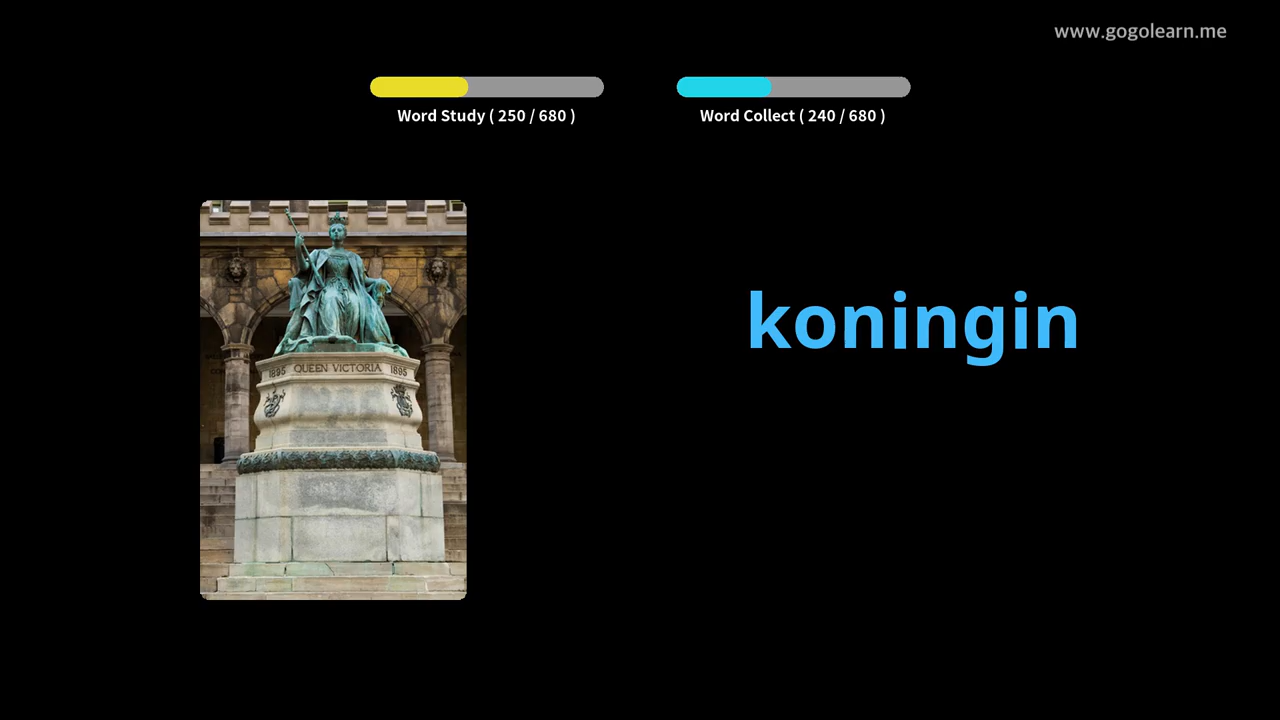 www.gogolearn.me
Word Study ( 250 / 680 )
Word Collect ( 240 / 680 )
koningin
1895 QUEEN VICTORIA 1895